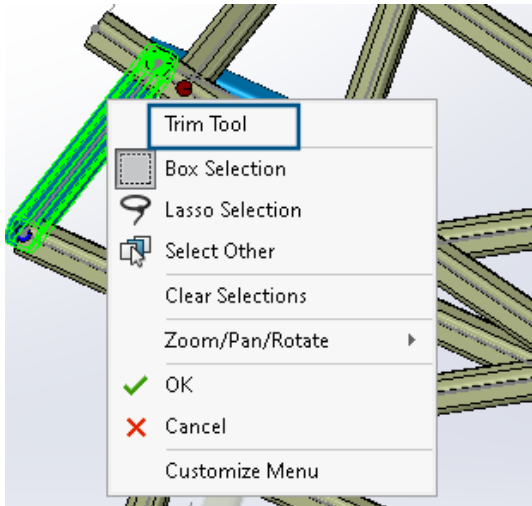 Trim Tool
Box Selection
Lasso Selection
Select Other
Clear Selections
Zoom/Pan/Rotate
OK
Cancel
Customize Menu